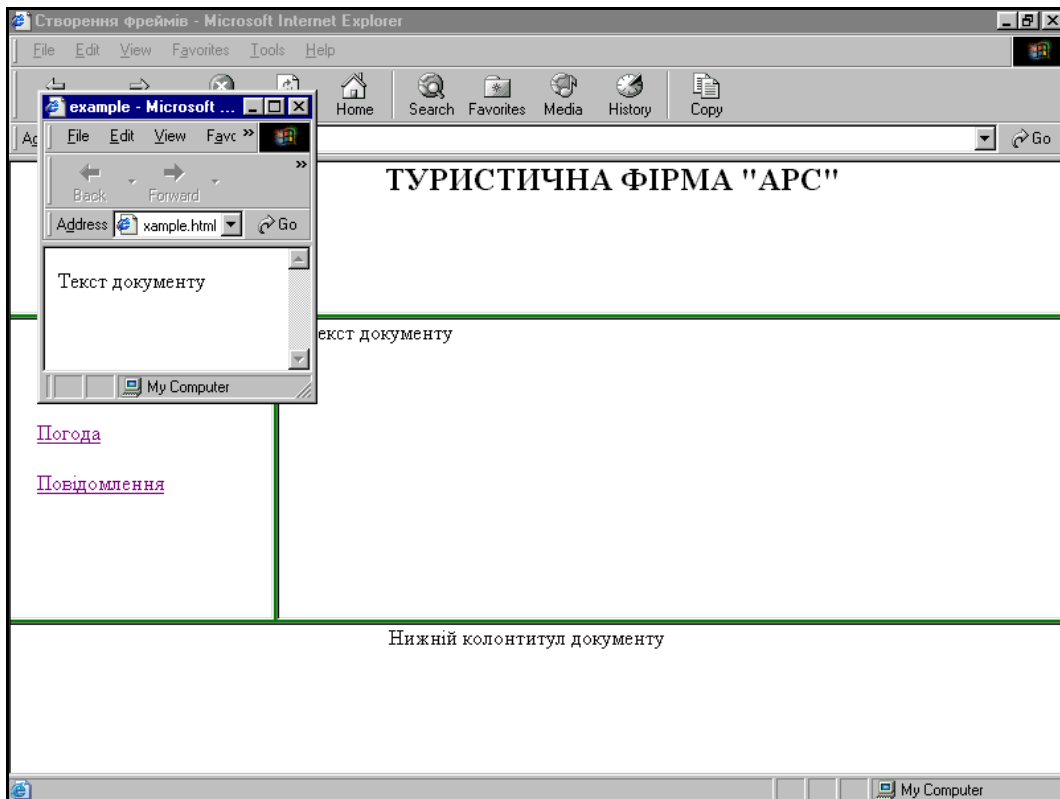 Створення фреймів - Microsoft Internet Explorer
File Edit View Favorites Tools Help
Home Search Favorites Media History Copy
Go
example - Microsoft ...
File Edit View Favc »
Back Forward »
Address xample.html Go
Текст документу
My Computer
ТУРИСТИЧНА ФІРМА "АРС"
екст документу
Погода
Повідомлення
Нижній колонтитул документу
My Computer